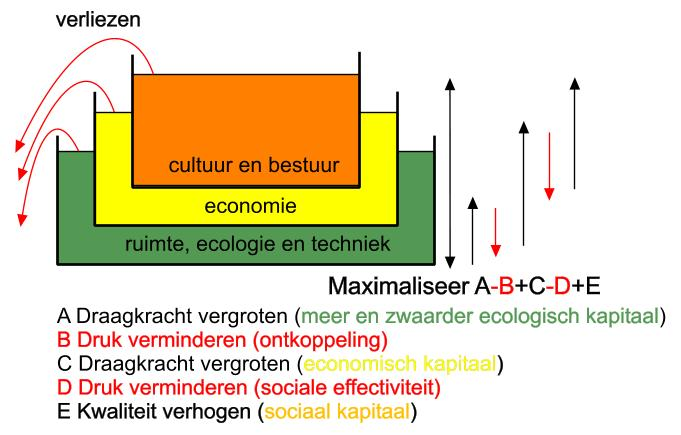 verliezen
cultuur en bestuur
economie
ruimte, ecologie en techniek
Maximaliseer A-B+C-D+E
A Draagkracht vergroten (meer en zwaarder ecologisch kapitaal)
B Druk verminderen (ontkoppeling)
C Draagkracht vergroten (economisch kapitaal)
D Druk verminderen (sociale effectiviteit)
E Kwaliteit verhogen (sociaal kapitaal)